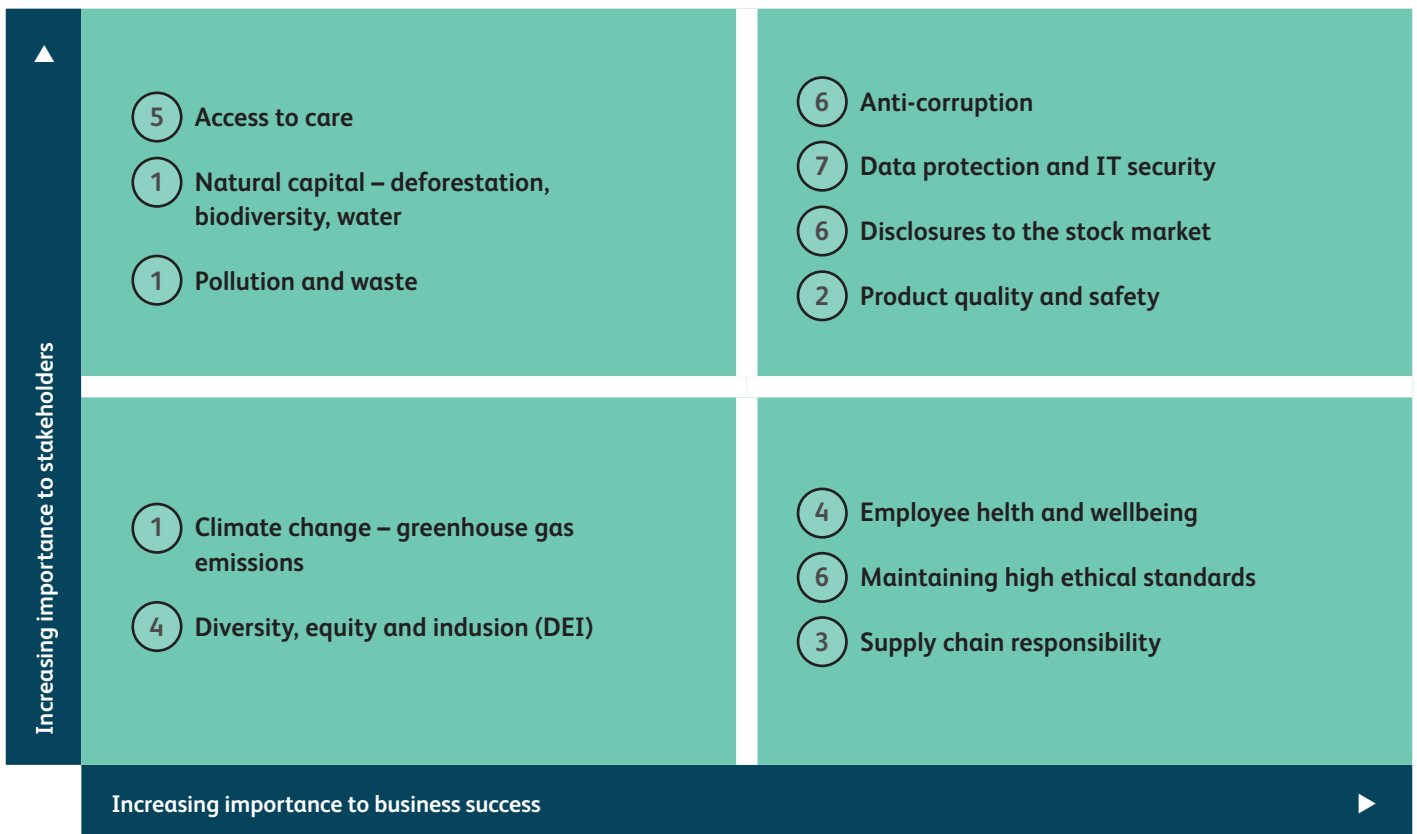 5 Access to care
1 Natural capital – deforestation,
biodiversity, water
1 Pollution and waste
6 Anti-corruption
7 Data protection and IT security
6 Disclosures to the stock market
2 Product quality and safety
1 Climate change – greenhouse gas
emissions
4 Diversity, equity and indusion (DEI)
4 Employee helth and wellbeing
6 Maintaining high ethical standards
3 Supply chain responsibility
Increasing importance to stakeholders
Increasing importance to business success